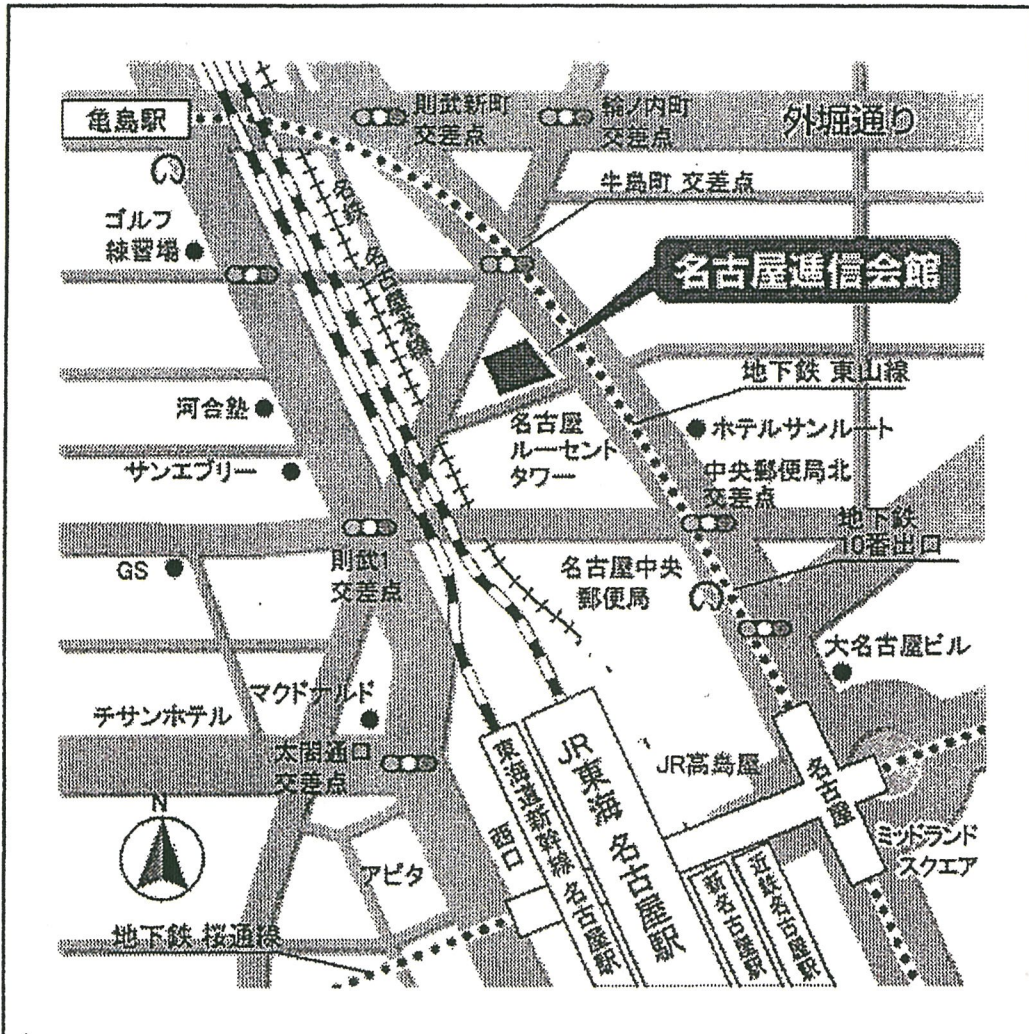 亀島駅
則武新町
交差点
輪ノ内町
交差点
外堀通り
牛島町 交差点
ゴルフ
練習場
名鉄
名古屋本線
名古屋逓信会館
地下鉄 東山線
河合塾
名古屋
ルーセント
タワー
ホテルサンルート
サンエブリー
中央郵便局北
交差点
地下鉄
10番出口
GS
則武1
交差点
名古屋中央
郵便局
大名古屋ビル
マクドナルド
チサンホテル
太閤通口
交差点
JR高島屋
名古屋
東海道新幹線 名古屋駅
JR東海 名古屋駅
西口
N
ミッドランド
スクエア
アピタ
新名古屋駅
近鉄名古屋駅
地下鉄 桜通線